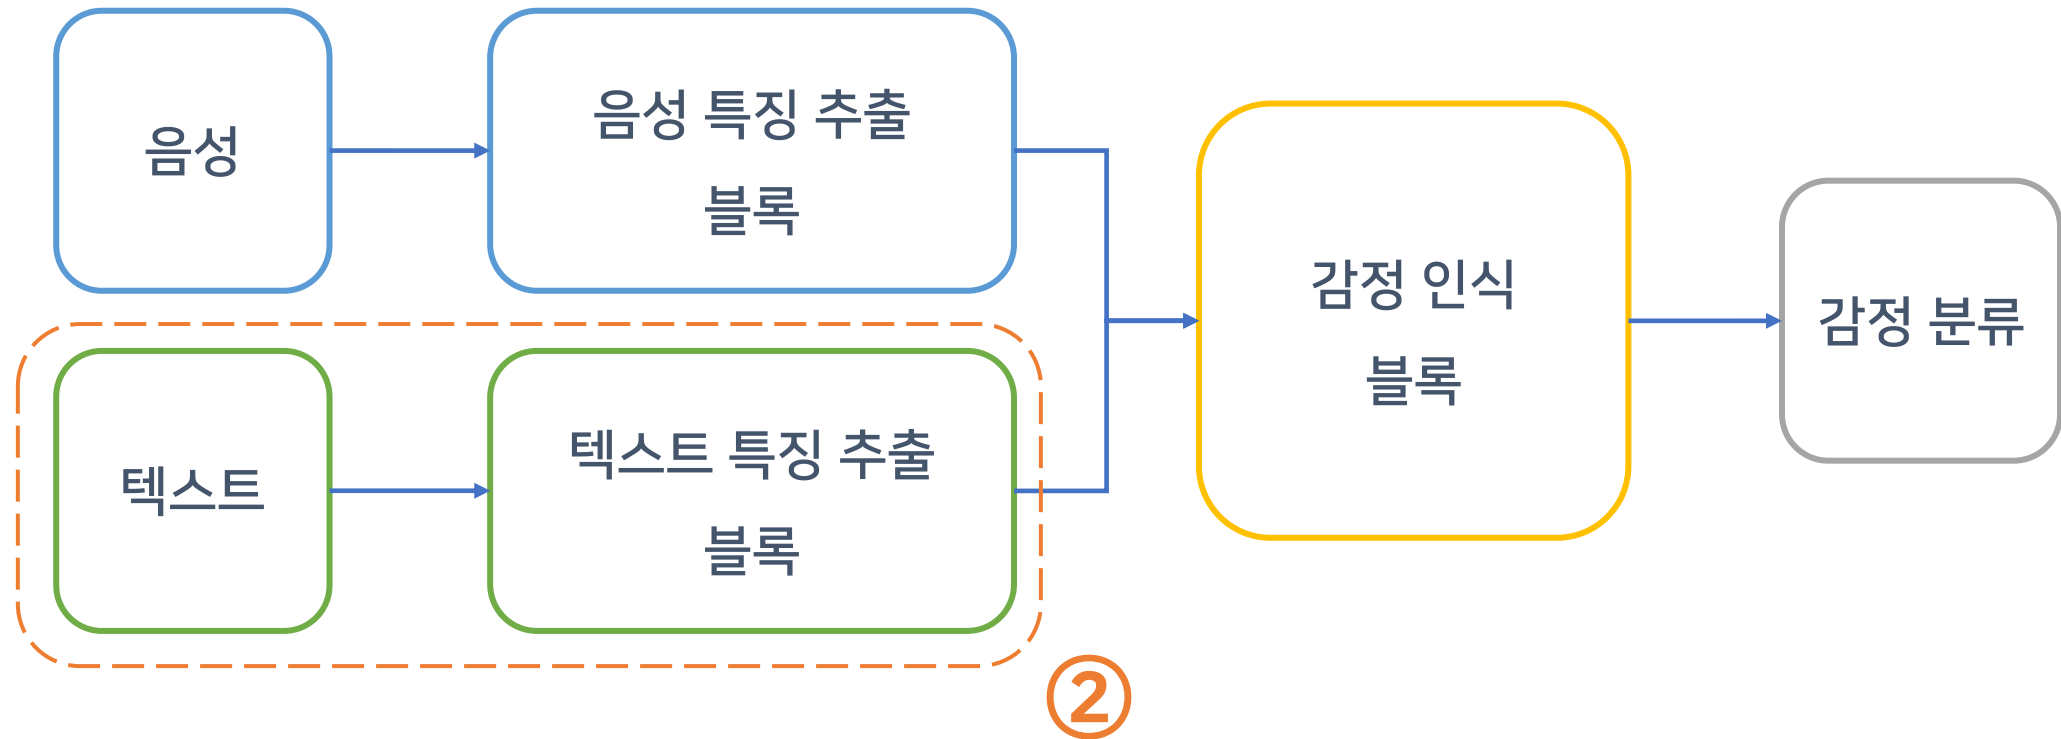 음성
음성 특징 추출
블록
텍스트
텍스트 특징 추출
블록
감정 인식
블록
감정 분류
②